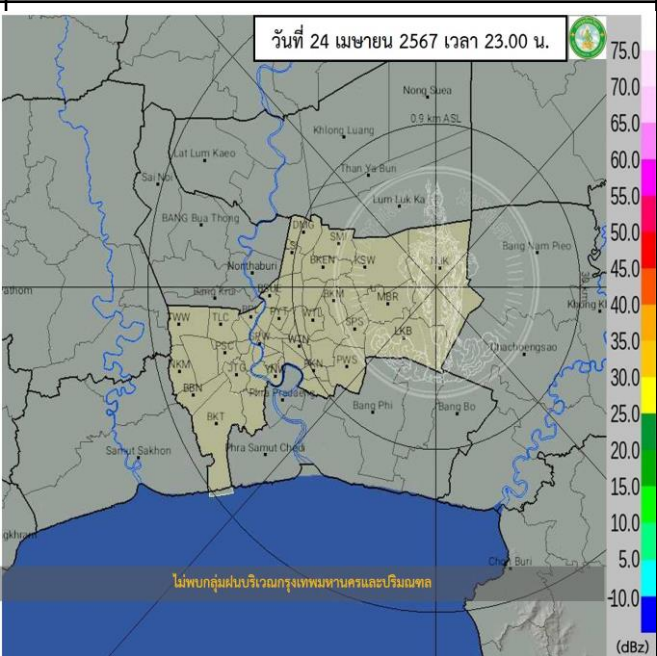 วันที่ 24 เมษายน 2567 เวลา 23.00 น.
75.0
70.0
65.0
60.0
55.0
50.0
45.0
40.0
35.0
30.0
25.0
20.0
15.0
10.0
5.0
-10.0
(dBz)
Nong Suea
0.9 km ASL
Khlong Luang
Lat Lum Kaeo
Than Ya Buri
Sai Noi
Lum Luk Ka
BANG Bua Thong
DMG
SMI
LSI
Bang Nam Pieo
BKEN
KSW
NJK
Nonthaburi
Bang Krui
BKM
MBR
TWW
TLC
WTL
SPS
LKB
Chachoengsao
PSC
WTN
NKM
JTG
YNW
PKN
PWS
BBN
Phra Pradaeng
BKT
Bang Phi
Bang Bo
Samut Sakhon
Phra Samut Chedi
Chon Buri
ไม่พบกลุ่มฝนบริเวณกรุงเทพมหานครและปริมณฑล